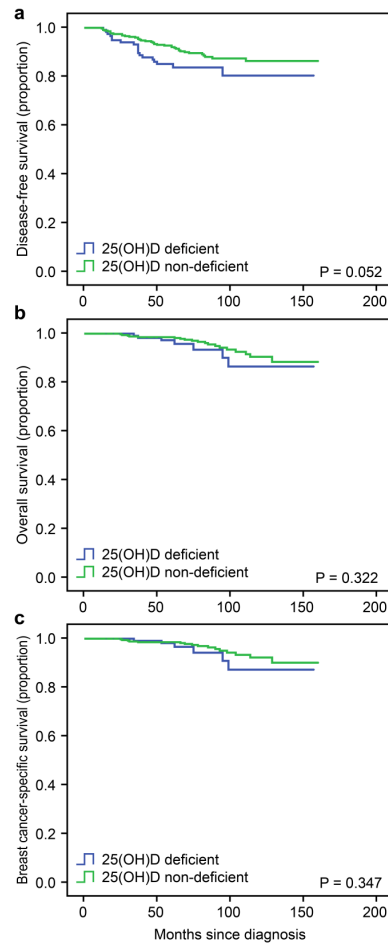 a
Disease-free survival (proportion)
1.0
0.8
0.6
0.4
0.2
0.0
25(OH)D deficient
25(OH)D non-deficient
P = 0.052
0 50 100 150 200
b
Overall survival (proportion)
1.0
0.8
0.6
0.4
0.2
0.0
25(OH)D deficient
25(OH)D non-deficient
P = 0.322
0 50 100 150 200
c
Breast cancer-specific survival (proportion)
1.0
0.8
0.6
0.4
0.2
0.0
25(OH)D deficient
25(OH)D non-deficient
P = 0.347
0 50 100 150 200
Months since diagnosis